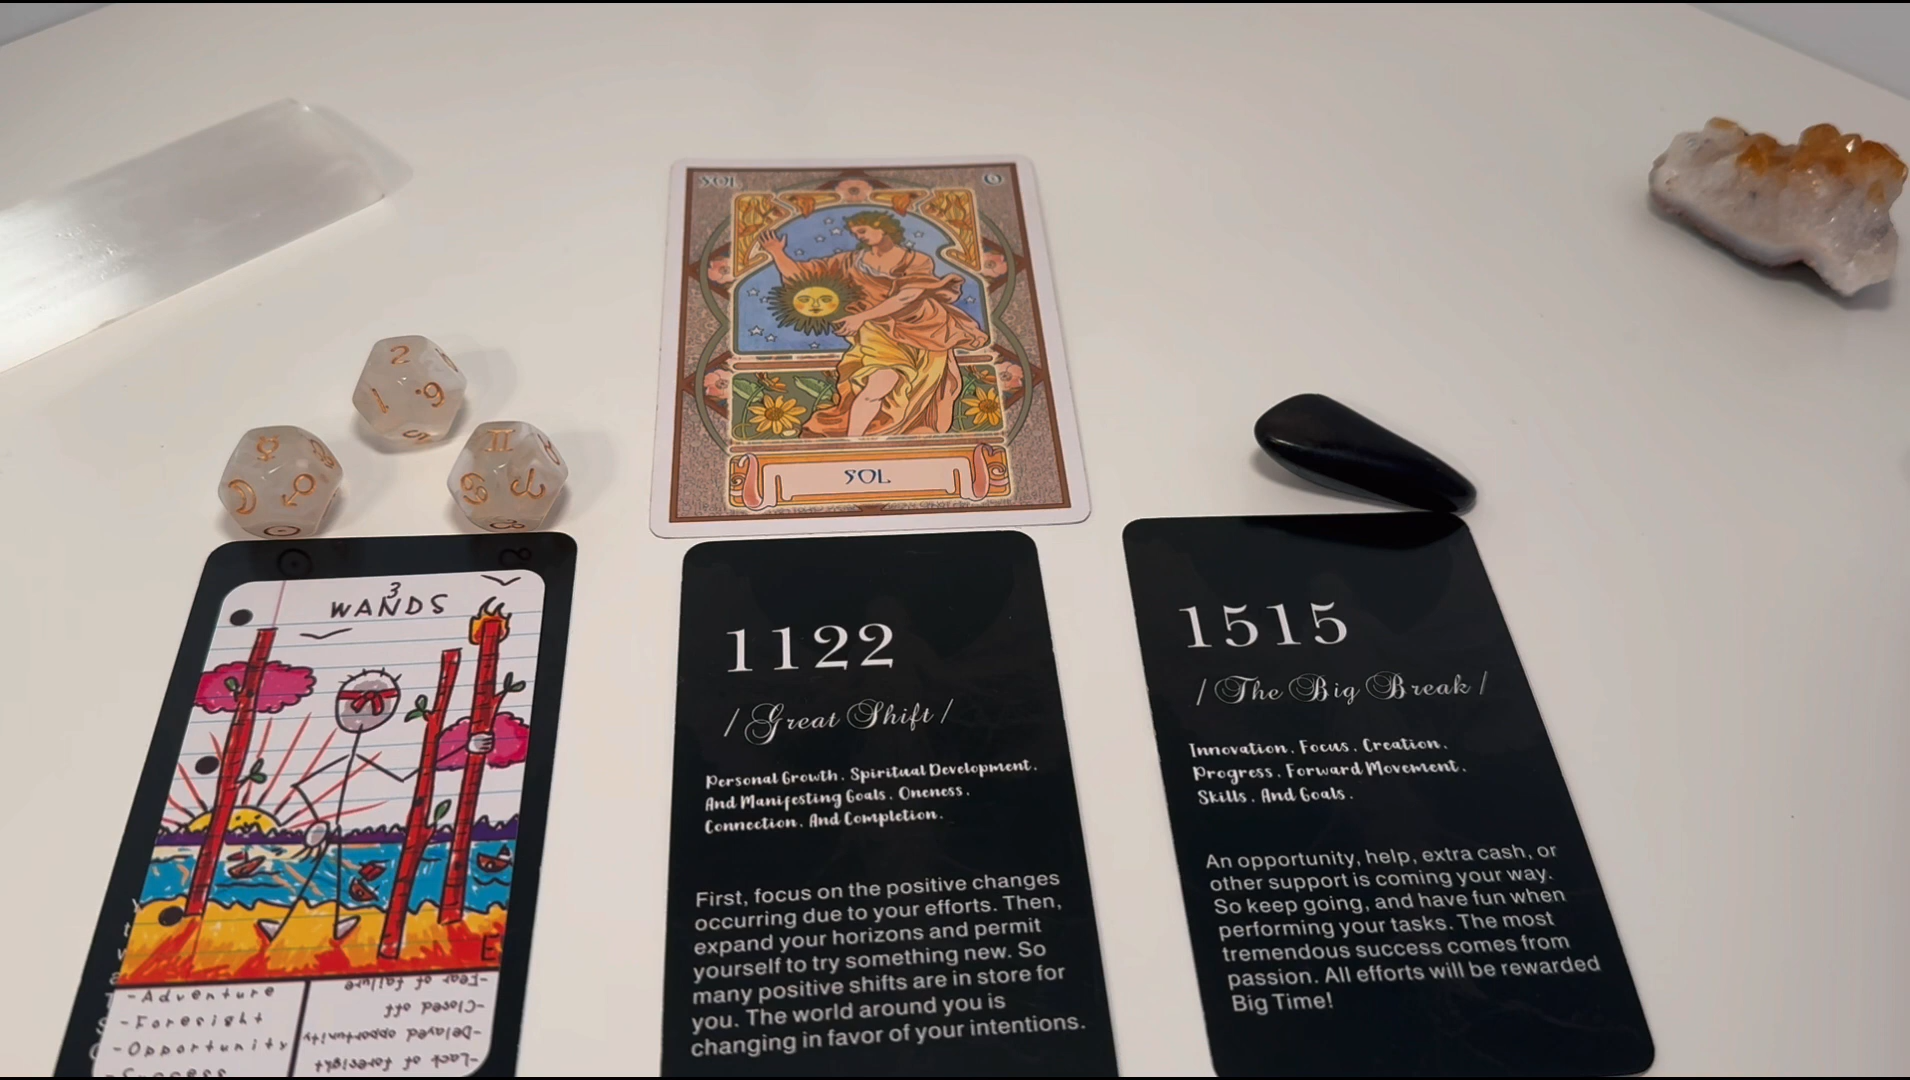 SOL
2
1
6.
SOL
3
WANDS
E
-Adventure
-Foresight
-Opportunity
-Success
-Fear of failure
-Closed off
-Delayed opportunity
-Lack of foresight
1122
/ Great Shift /
Personal Growth. Spiritual Development.
And Manifesting Goals. Oneness.
Connection. And Completion.
First, focus on the positive changes
occurring due to your efforts. Then,
expand your horizons and permit
yourself to try something new. So
many positive shifts are in store for
you. The world around you is
changing in favor of your intentions.
1515
/ The Big Break /
Innovation. Focus. Creation.
Progress. Forward Movement.
Skills. And Goals.
An opportunity, help, extra cash, or
other support is coming your way.
So keep going, and have fun when
performing your tasks. The most
tremendous success comes from
passion. All efforts will be rewarded
Big Time!